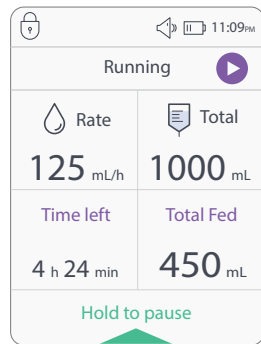 11:09PM
Running
Rate
Total
125 mL/h
1000 mL
Time left
Total Fed
4 h 24 min
450 mL
Hold to pause